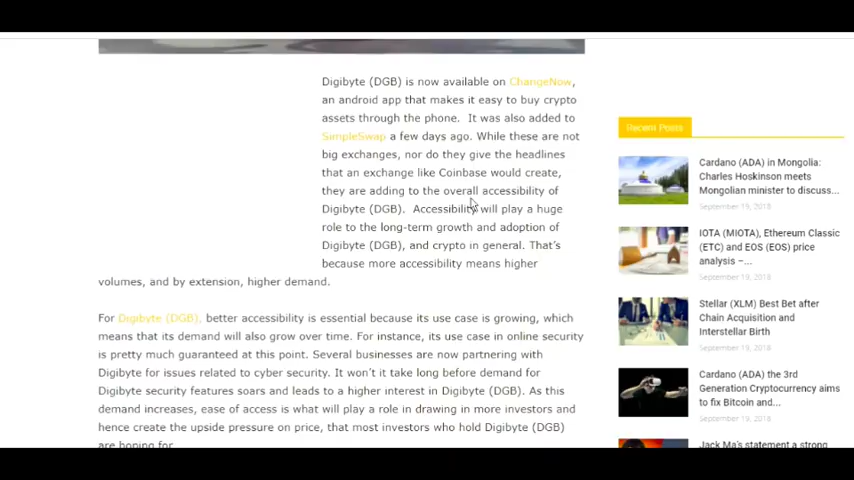 Digibyte (DGB) is now available on ChangeNow,
an android app that makes it easy to buy crypto
assets through the phone. It was also added to
SimpleSwap a few days ago. While these are not
big exchanges, nor do they give the headlines
that an exchange like Coinbase would create,
they are adding to the overall accessibility of
Digibyte (DGB). Accessibility will play a huge
role to the long-term growth and adoption of
Digibyte (DGB), and crypto in general. That's
because more accessibility means higher
volumes, and by extension, higher demand.
For Digibyte (DGB), better accessibility is essential because its use case is growing, which
means that its demand will also grow over time. For instance, its use case in online security
is pretty much guaranteed at this point. Several businesses are now partnering with
Digibyte for issues related to cyber security. It won't it take long before demand for
Digibyte security features soars and leads to a higher interest in Digibyte (DGB). As this
demand increases, ease of access is what will play a role in drawing in more investors and
hence create the upside pressure on price, that most investors who hold Digibyte (DGB)
are hoping for.
Recent Posts
Cardano (ADA) in Mongolia:
Charles Hoskinson meets
Mongolian minister to discuss...
September 19, 2018
IOTA (MIOTA), Ethereum Classic
(ETC) and EOS (EOS) price
analysis –...
September 19, 2018
Stellar (XLM) Best Bet after
Chain Acquisition and
Interstellar Birth
September 19, 2018
Cardano (ADA) the 3rd
Generation Cryptocurrency aims
to fix Bitcoin and...
September 19, 2018
Jack Ma's statement a strong